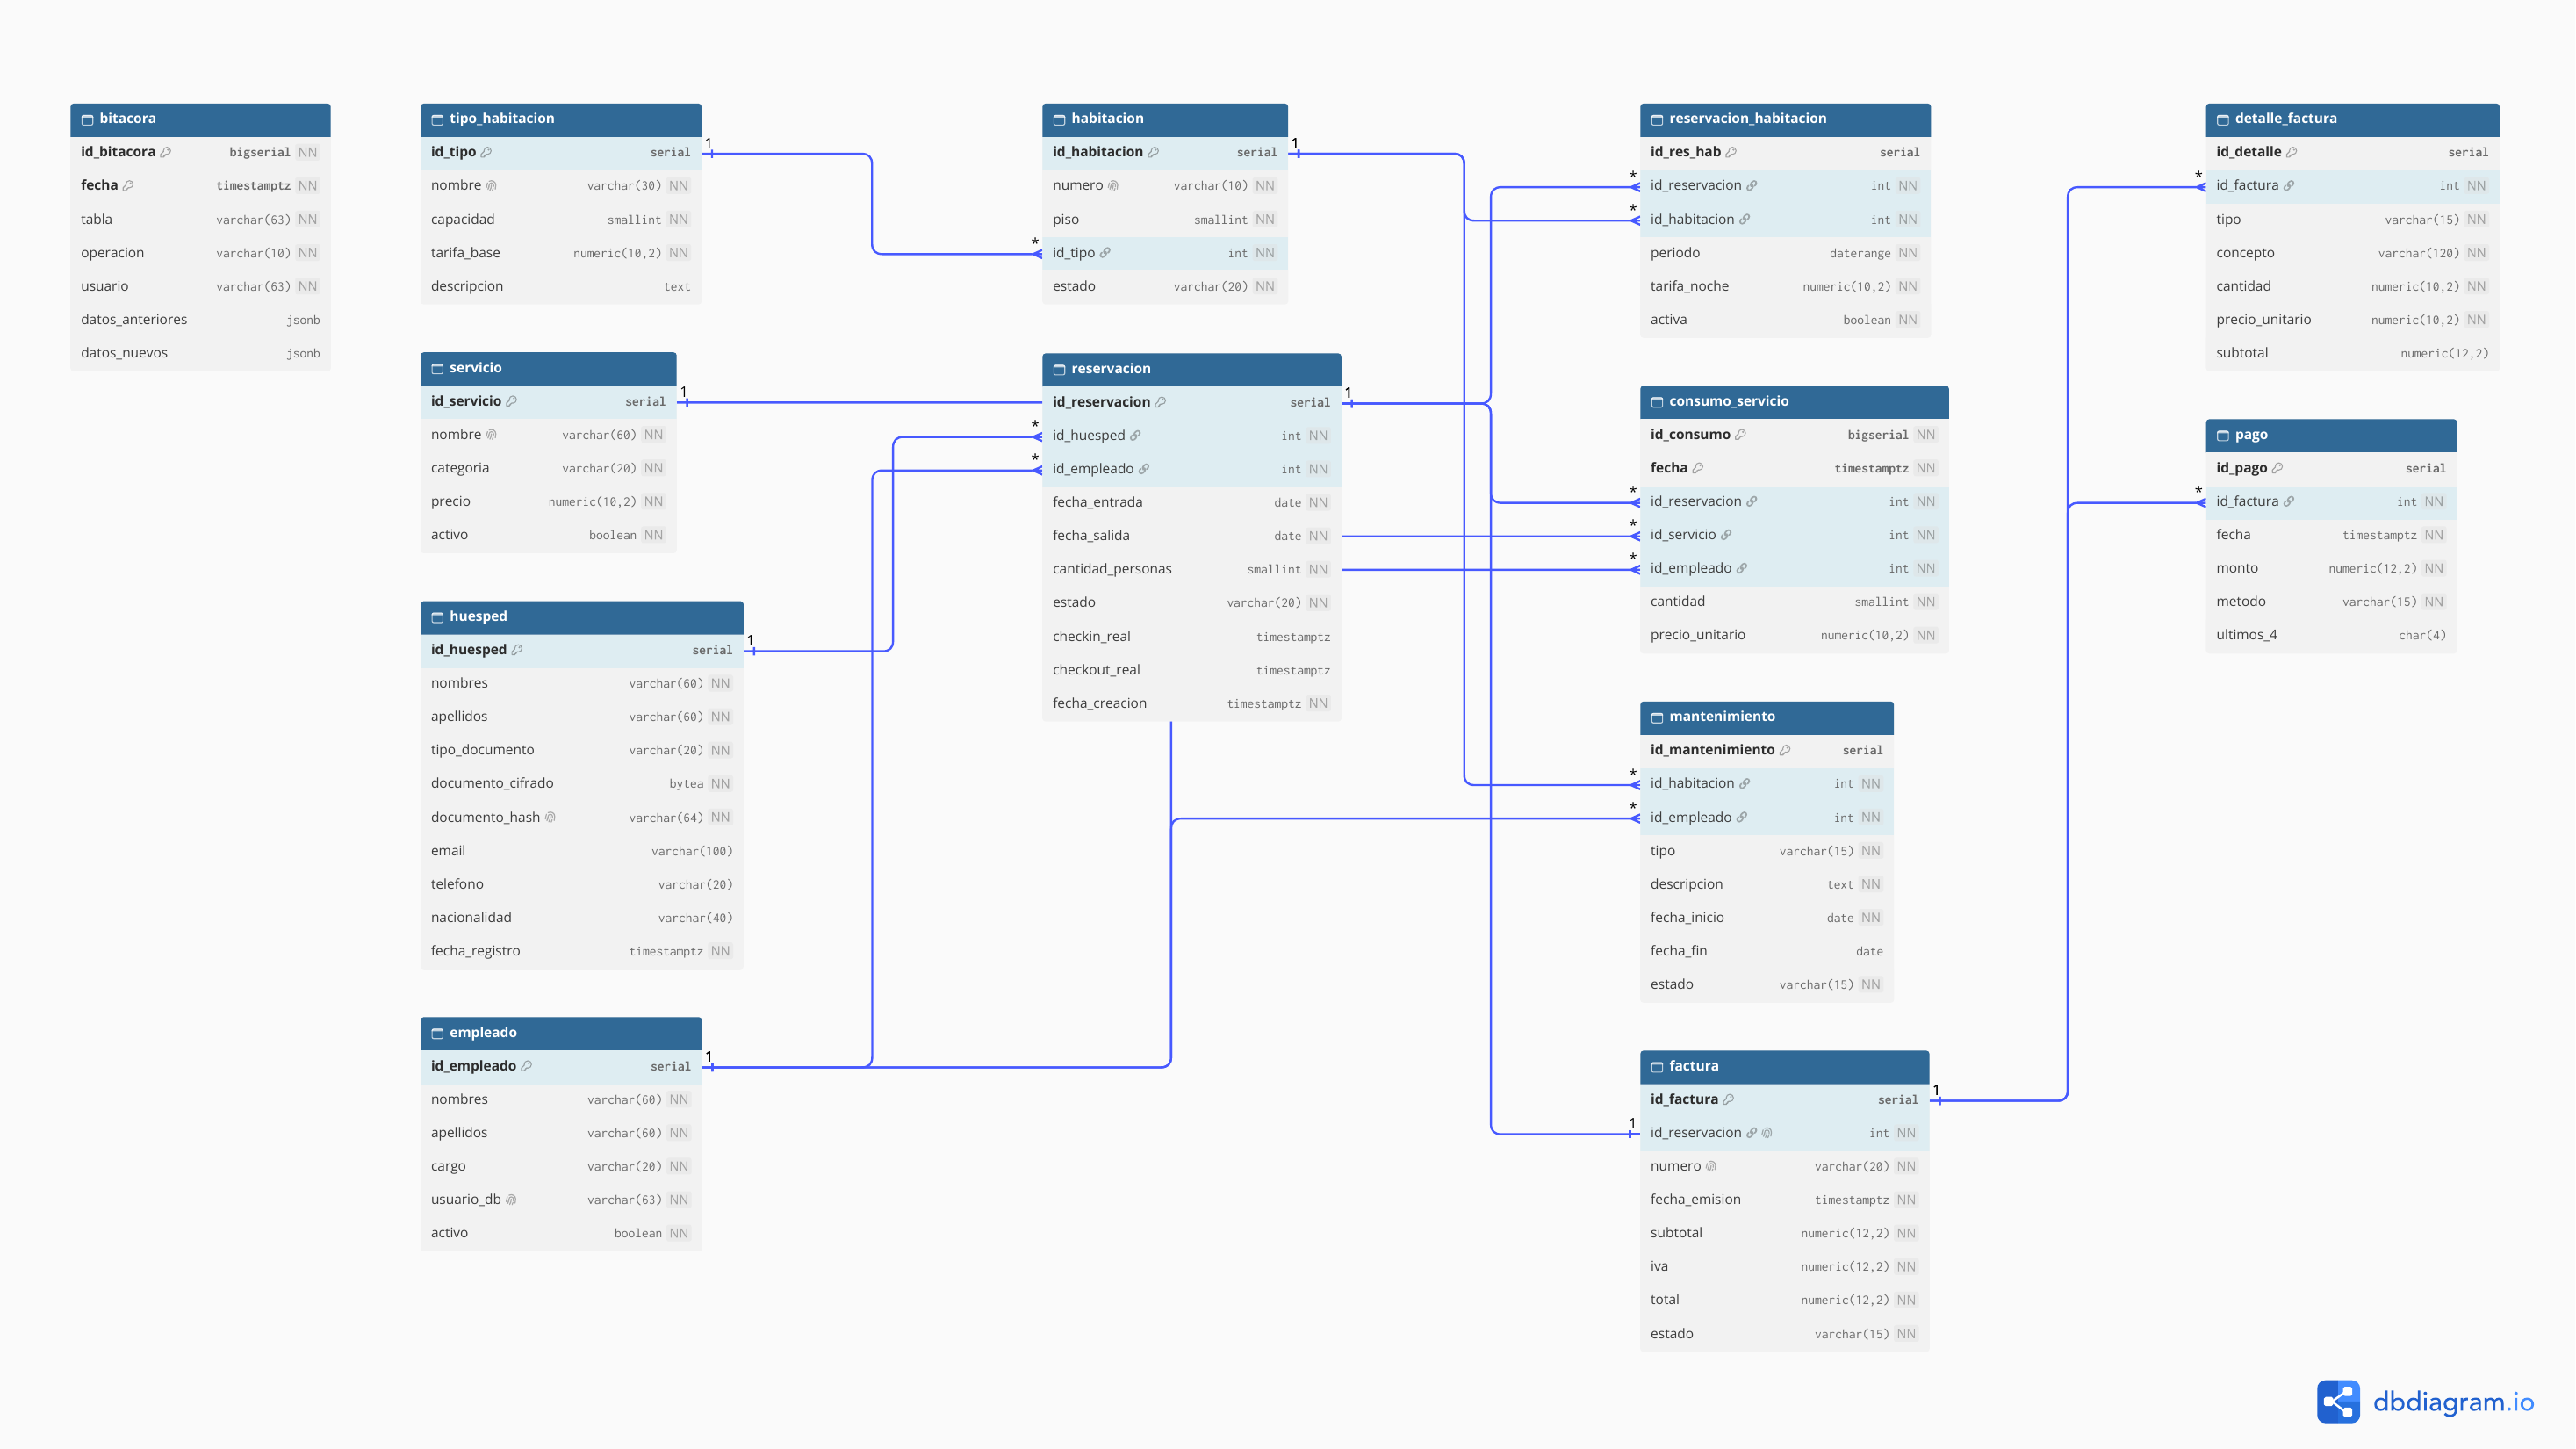 bitacora
id_bitacora bigserial NN
fecha timestamptz NN
tabla varchar(63) NN
operacion varchar(10) NN
usuario varchar(63) NN
datos_anteriores jsonb
datos_nuevos jsonb
tipo_habitacion
id_tipo serial
nombre varchar(30) NN
capacidad smallint NN
tarifa_base numeric(10,2) NN
descripcion text
1
servicio
id_servicio serial
nombre varchar(60) NN
categoria varchar(20) NN
precio numeric(10,2) NN
activo boolean NN
1
huesped
id_huesped serial
nombres varchar(60) NN
apellidos varchar(60) NN
tipo_documento varchar(20) NN
documento_cifrado bytea NN
documento_hash varchar(64) NN
email varchar(100)
telefono varchar(20)
nacionalidad varchar(40)
fecha_registro timestamptz NN
1
empleado
id_empleado serial
nombres varchar(60) NN
apellidos varchar(60) NN
cargo varchar(20) NN
usuario_db varchar(63) NN
activo boolean NN
1
habitacion
id_habitacion serial
numero varchar(10) NN
piso smallint NN
* id_tipo int NN
estado varchar(20) NN
1
reservacion
id_reservacion serial
* id_huesped int NN
* id_empleado int NN
fecha_entrada date NN
fecha_salida date NN
cantidad_personas smallint NN
estado varchar(20) NN
checkin_real timestamptz
checkout_real timestamptz
fecha_creacion timestamptz NN
1
reservacion_habitacion
id_res_hab serial
* id_reservacion int NN
* id_habitacion int NN
periodo daterange NN
tarifa_noche numeric(10,2) NN
activa boolean NN
consumo_servicio
id_consumo bigserial NN
fecha timestamptz NN
* id_reservacion int NN
* id_servicio int NN
* id_empleado int NN
cantidad smallint NN
precio_unitario numeric(10,2) NN
mantenimiento
id_mantenimiento serial
* id_habitacion int NN
* id_empleado int NN
tipo varchar(15) NN
descripcion text NN
fecha_inicio date NN
fecha_fin date
estado varchar(15) NN
factura
id_factura serial
1 id_reservacion int NN
numero varchar(20) NN
fecha_emision timestamptz NN
subtotal numeric(12,2) NN
iva numeric(12,2) NN
total numeric(12,2) NN
estado varchar(15) NN
1
detalle_factura
id_detalle serial
* id_factura int NN
tipo varchar(15) NN
concepto varchar(120) NN
cantidad numeric(10,2) NN
precio_unitario numeric(10,2) NN
subtotal numeric(12,2)
pago
id_pago serial
* id_factura int NN
fecha timestamptz NN
monto numeric(12,2) NN
metodo varchar(15) NN
ultimos_4 char(4)
dbdiagram.io